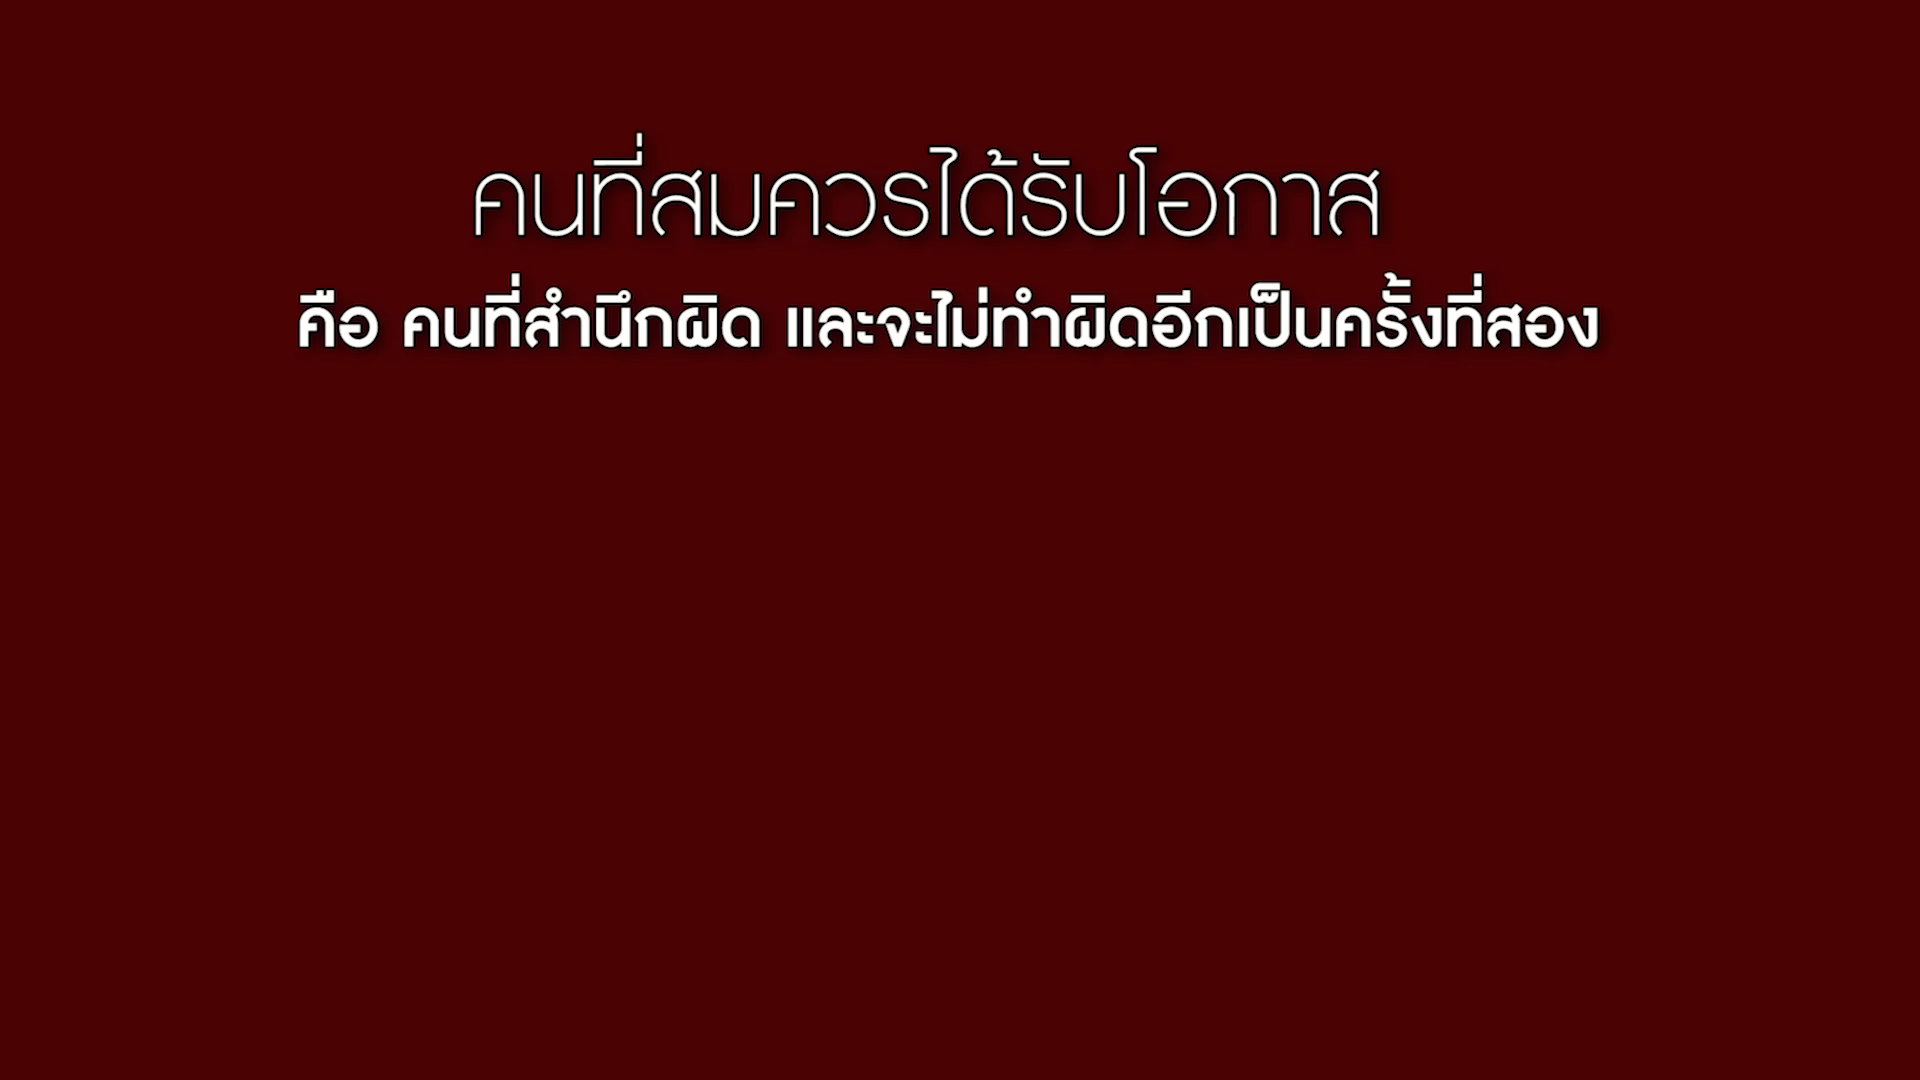 คนที่สมควรได้รับโอกาส
คือ คนที่สำนึกผิด และจะไม่ทำผิดอีกเป็นครั้งที่สอง